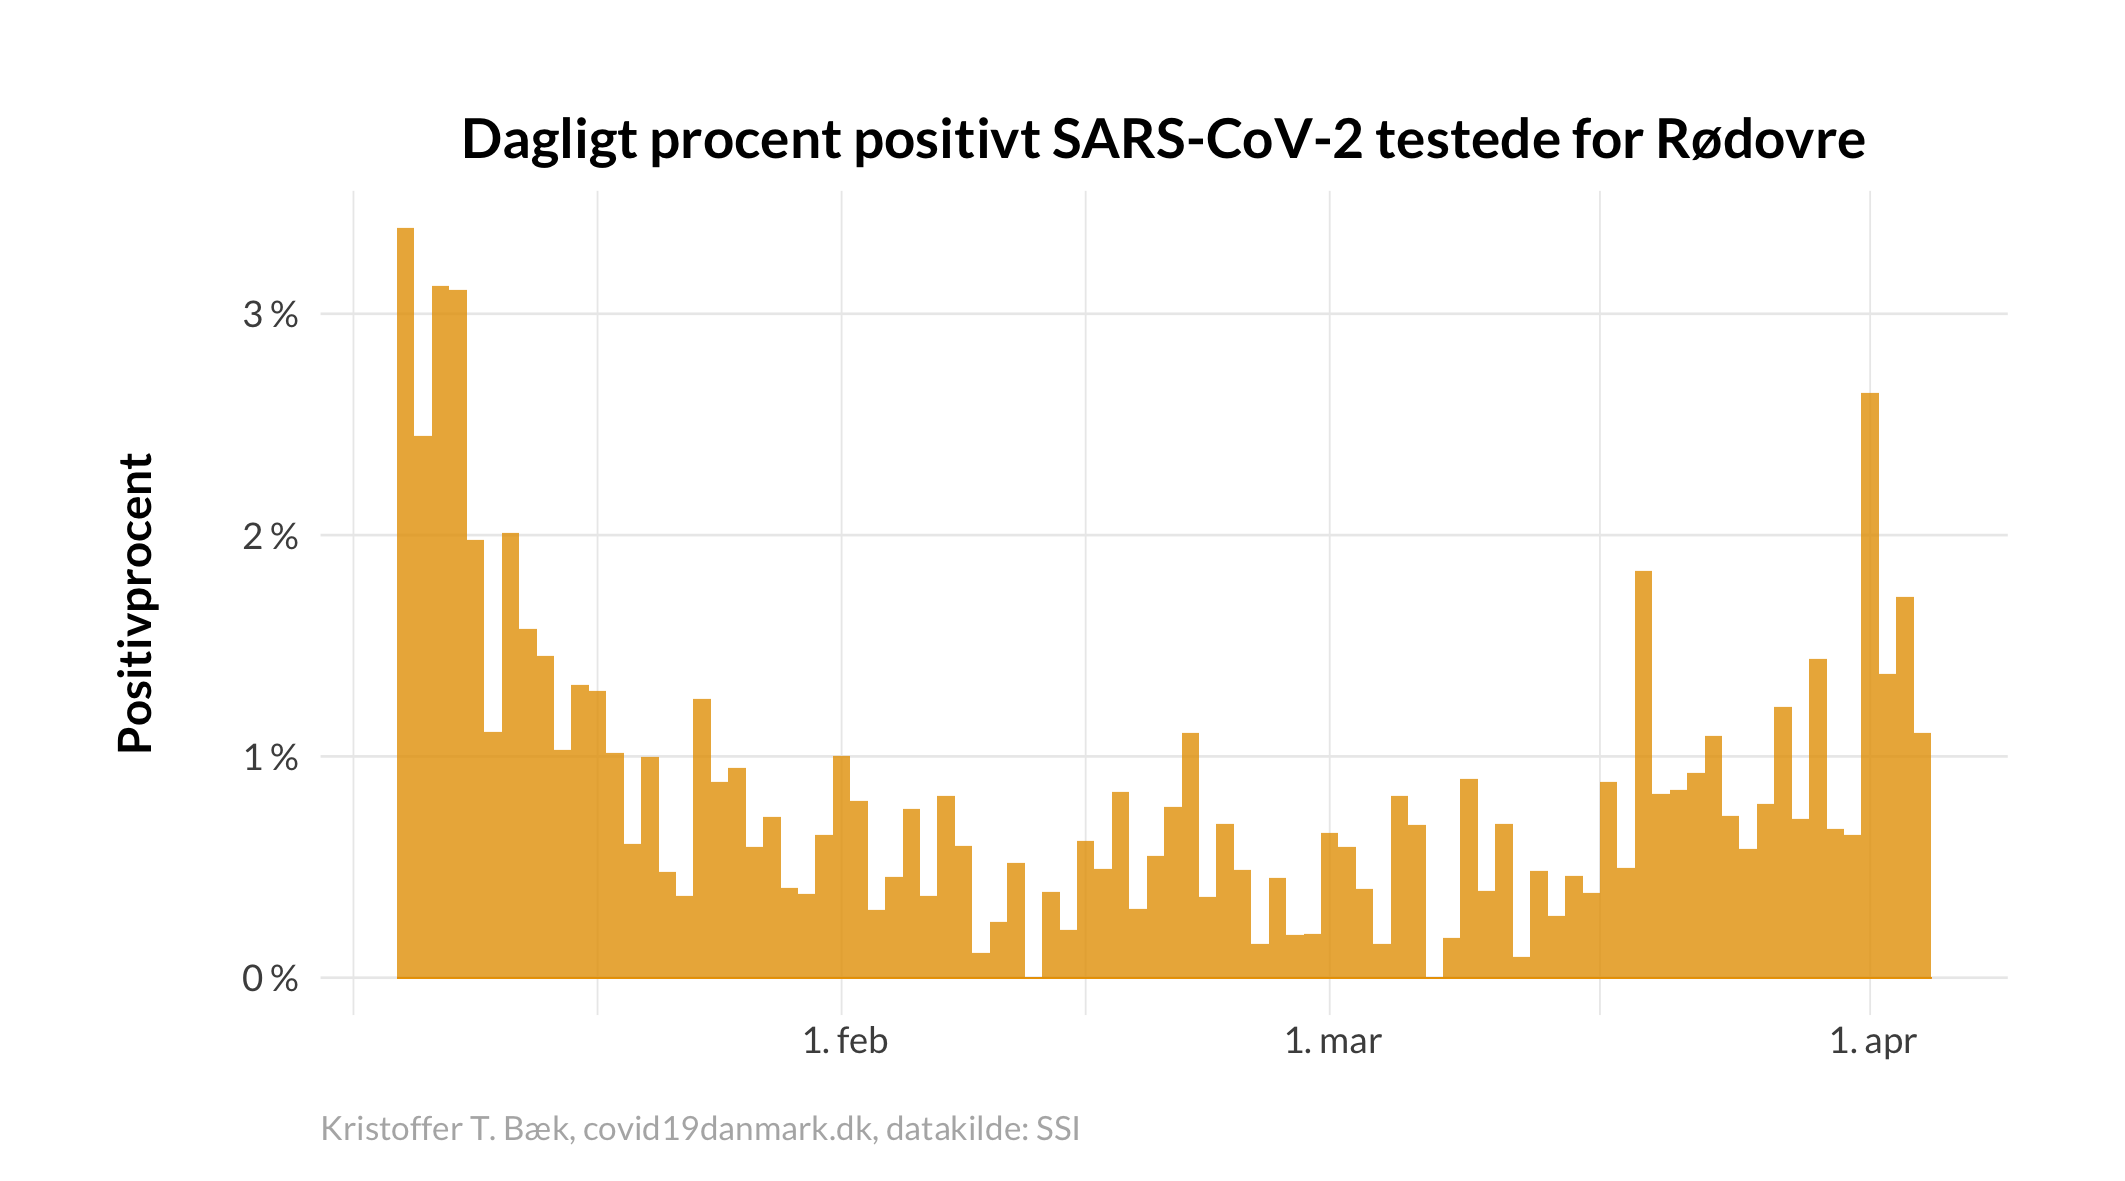 Dagligt procent positivt SARS-CoV-2 testede for Rødovre
Positivprocent
3 %
2 %
1 %
0 %
1. feb
1. mar
1. apr
Kristoffer T. Bæk, covid19danmark.dk, datakilde: SSI